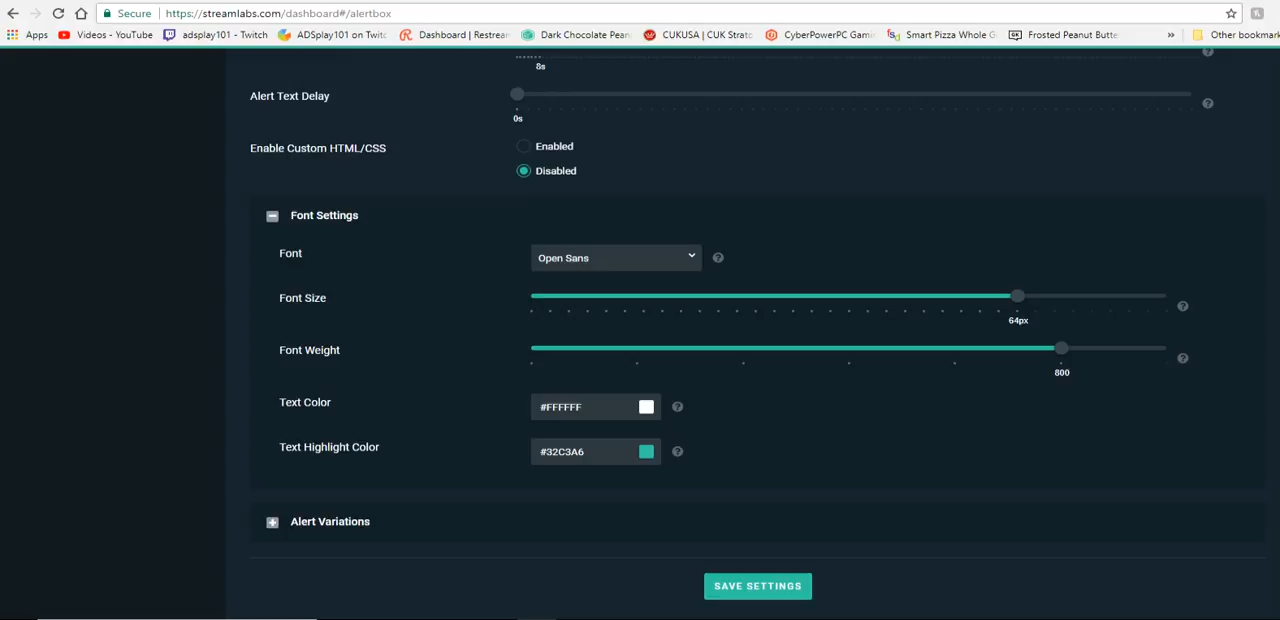 Secure https://streamlabs.com/dashboard#/alertbox
Apps Videos - YouTube adsplay101 - Twitch ADSplay101 on Twitc Dashboard | Restream Dark Chocolate Pean CUKUSA | CUK Strato CyberPowerPC Gami Smart Pizza Whole G Frosted Peanut Butte » Other bookmark
8s
Alert Text Delay
0s
Enable Custom HTML/CSS
Enabled
Disabled
Font Settings
Font Open Sans
Font Size
64px
Font Weight
800
Text Color #FFFFFF
Text Highlight Color #32C3A6
Alert Variations
SAVE SETTINGS